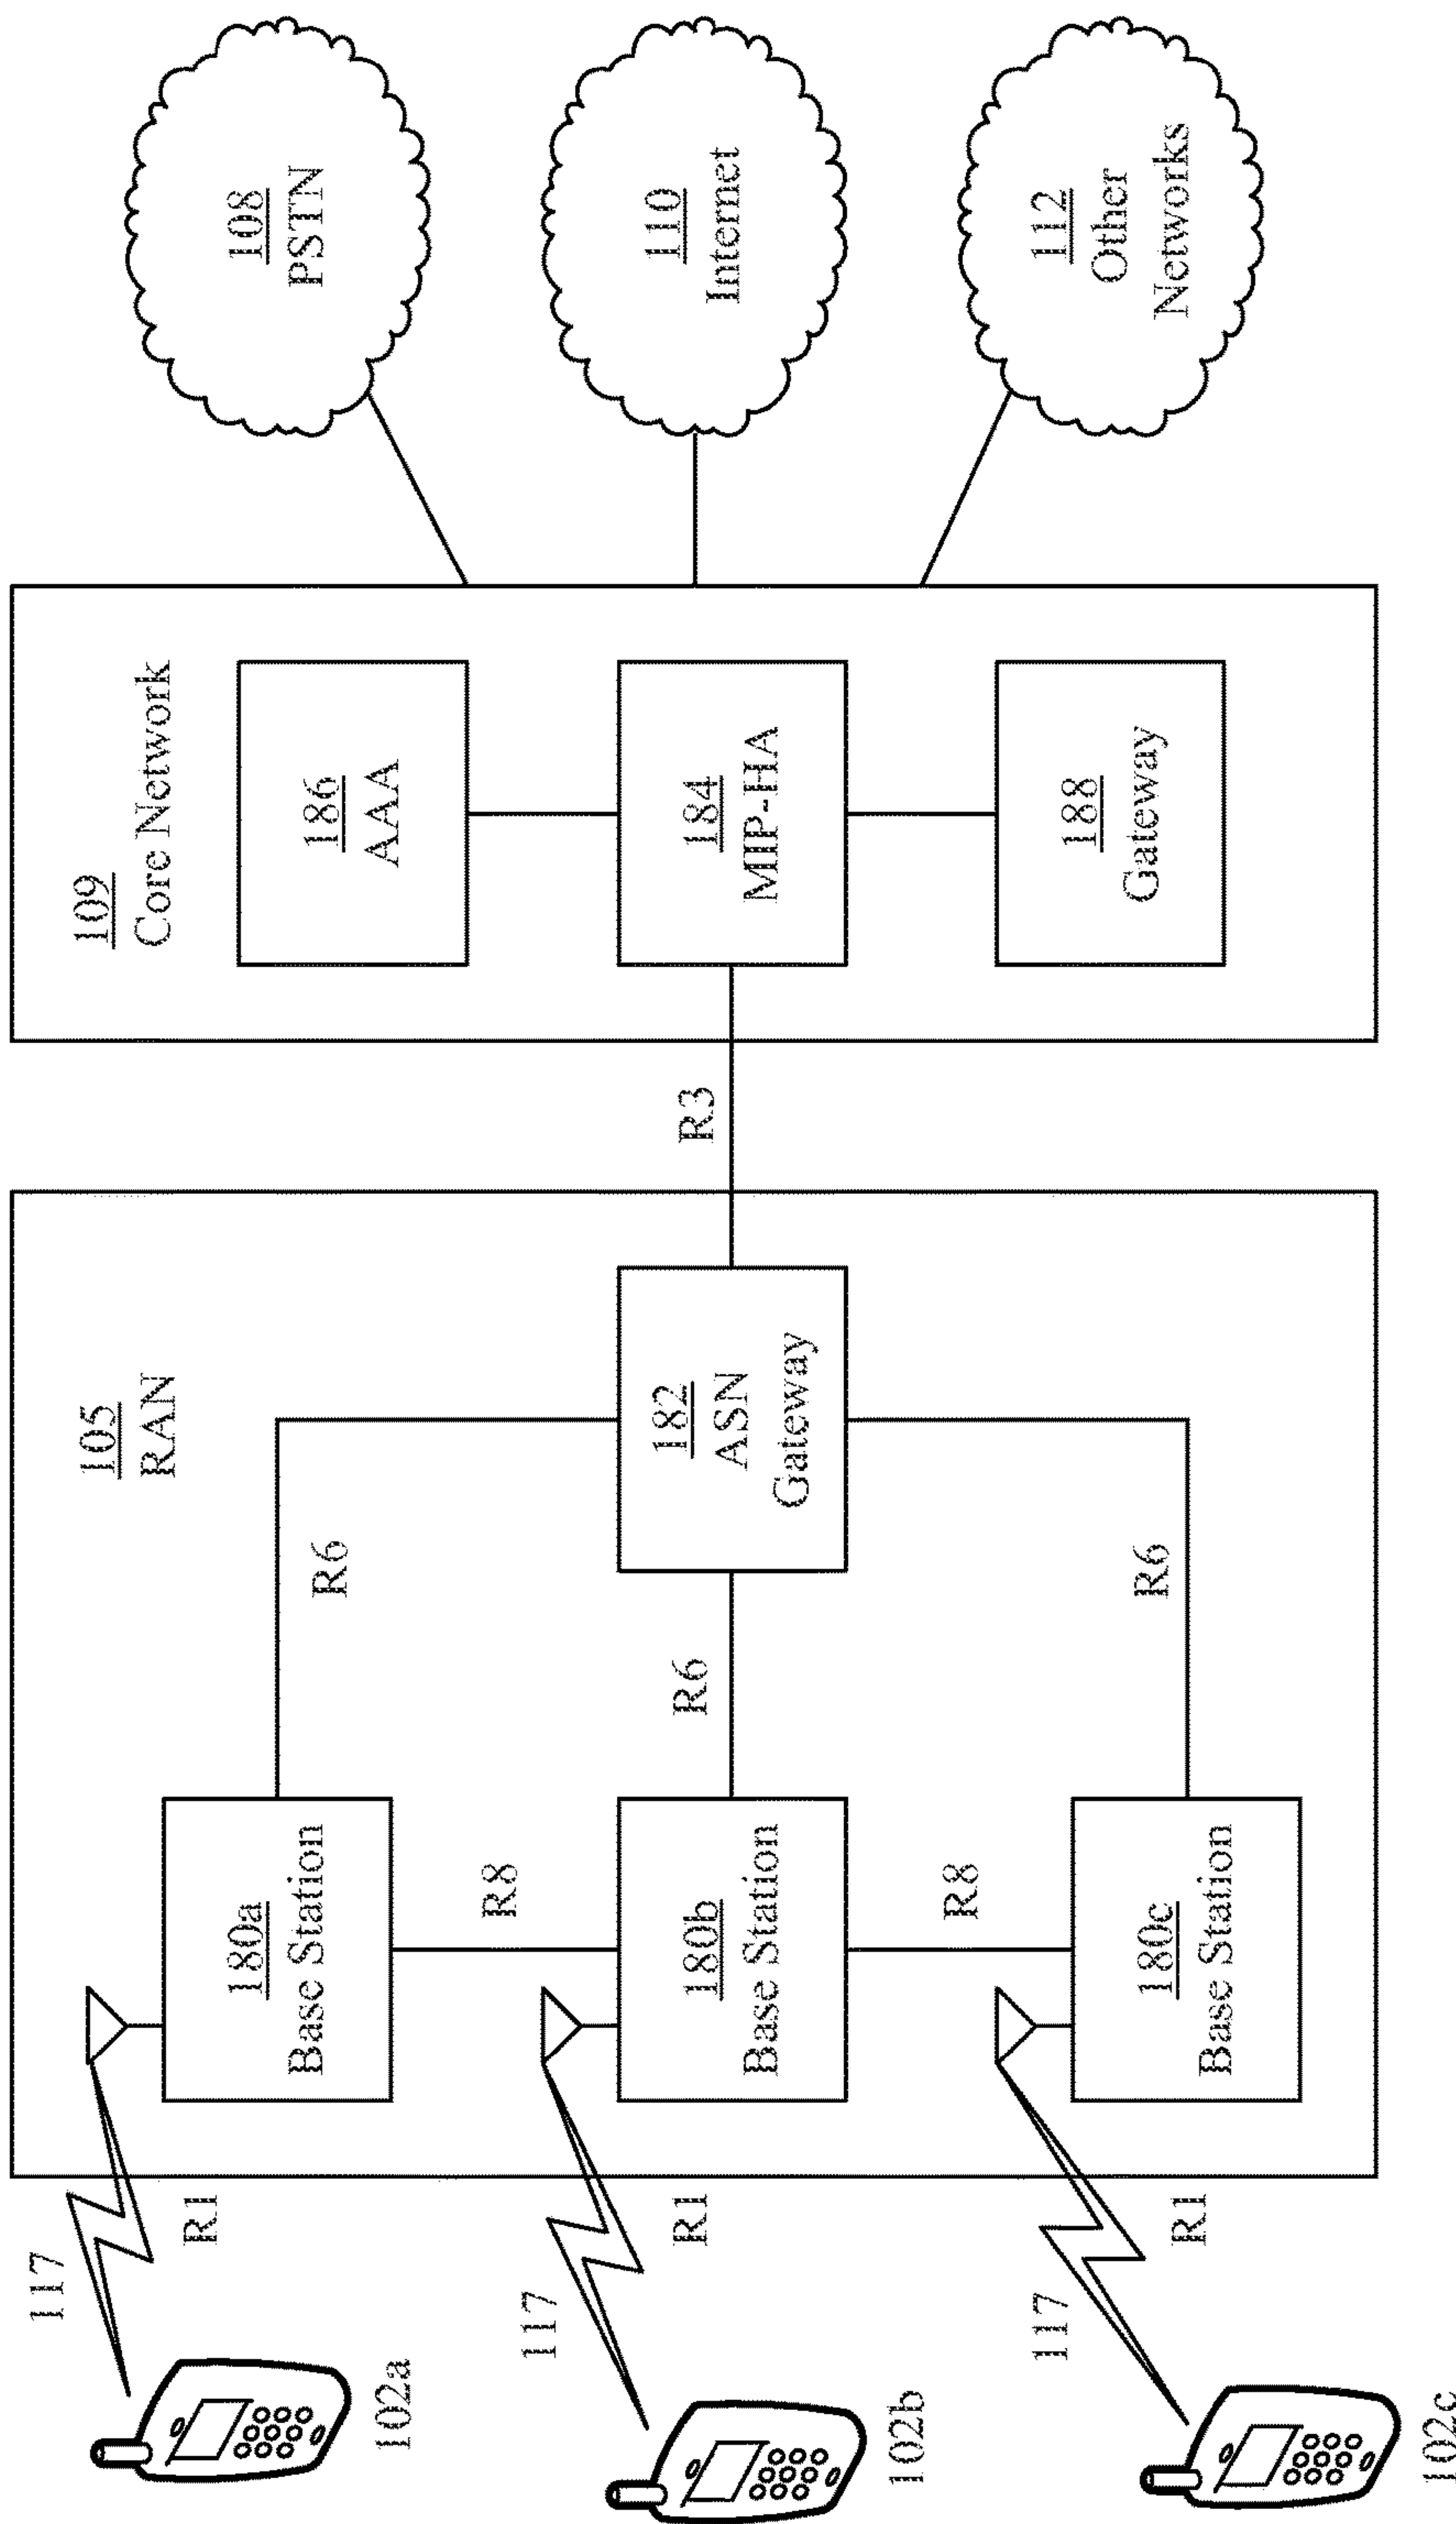 117
R1
102a
117
R1
102b
117
R1
102c
105
RAN
180a
Base Station
R8
180b
Base Station
R8
180c
Base Station
R6
R6
R6
182
ASN
Gateway
R3
109
Core Network
186
AAA
184
MIP-HA
188
Gateway
108
PSTN
110
Internet
112
Other
Networks